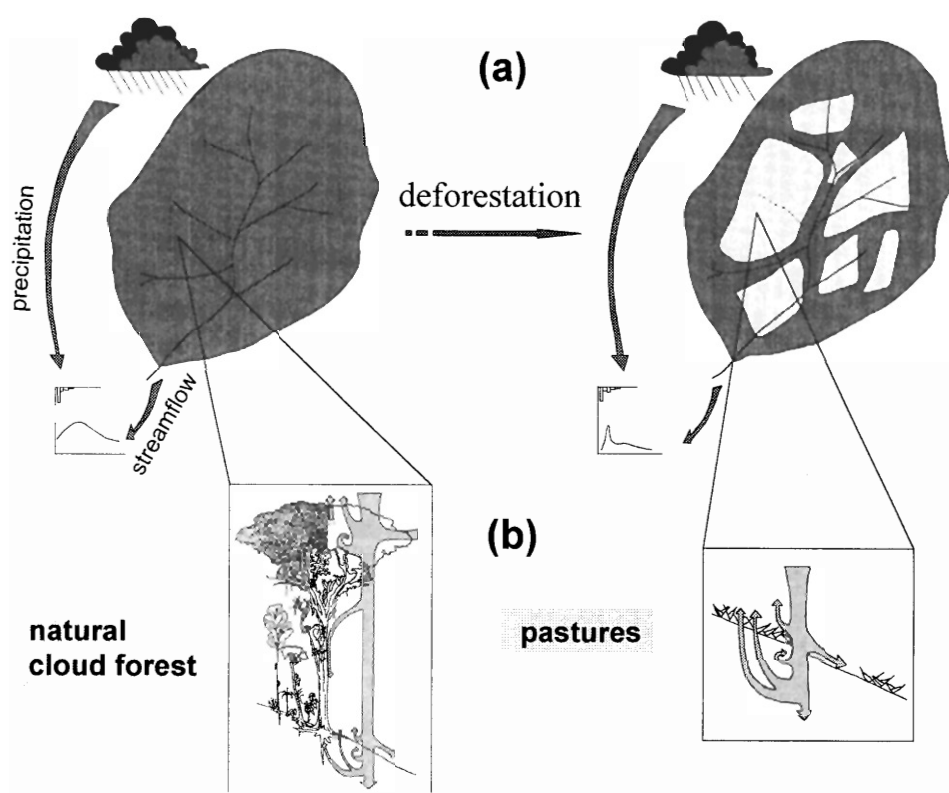 (a)
precipitation
deforestation
streamflow
(b)
natural
cloud forest
pastures